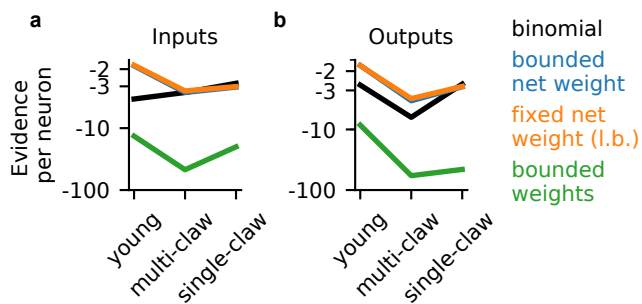 a
Inputs
b
Outputs
Evidence
per neuron
-2
-3
-10
-100
young
multi-claw
single-claw
-2
-3
-10
-100
young
multi-claw
single-claw
binomial
bounded
net weight
fixed net
weight (l.b.)
bounded
weights